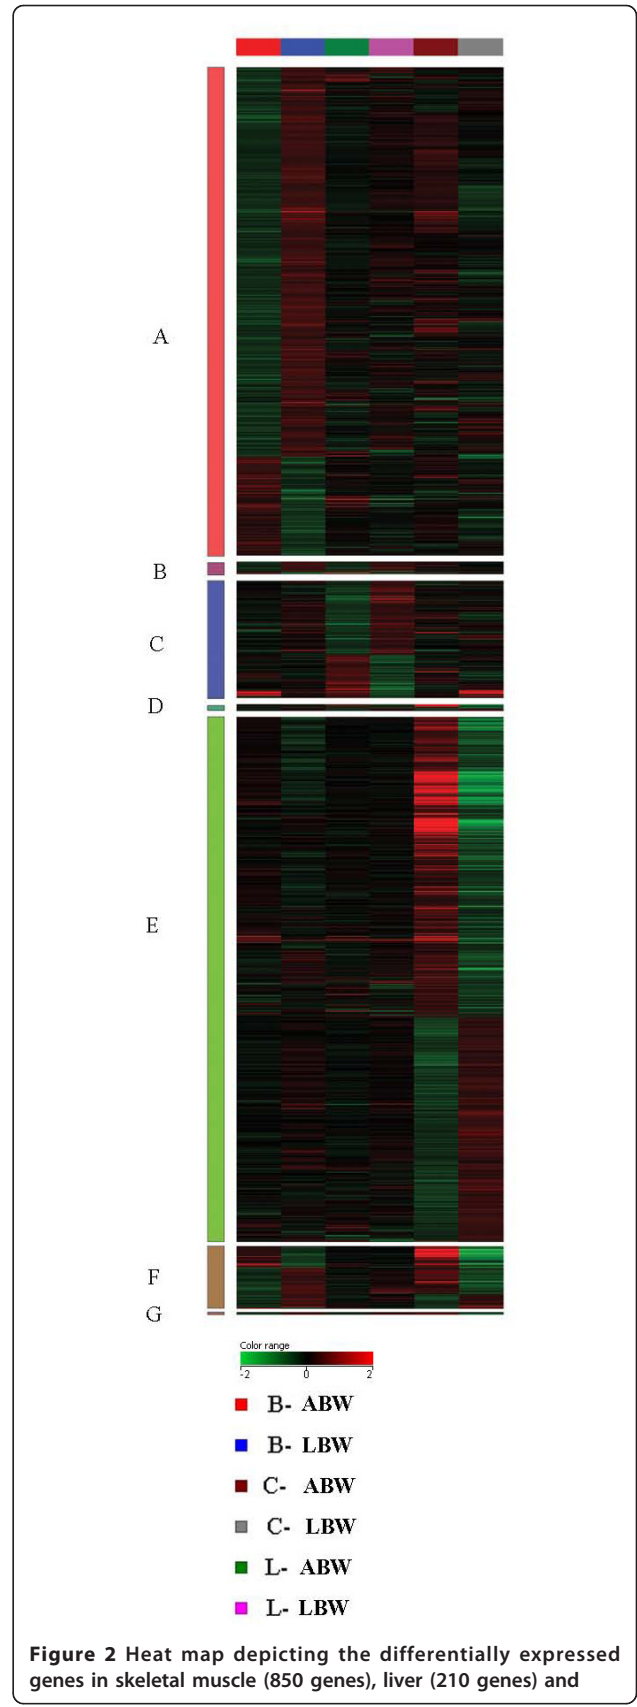 A
B
C
D
E
F
G
Color range
-2 0 2
B- ABW
B- LBW
C- ABW
C- LBW
L- ABW
L- LBW
Figure 2 Heat map depicting the differentially expressed
genes in skeletal muscle (850 genes), liver (210 genes) and